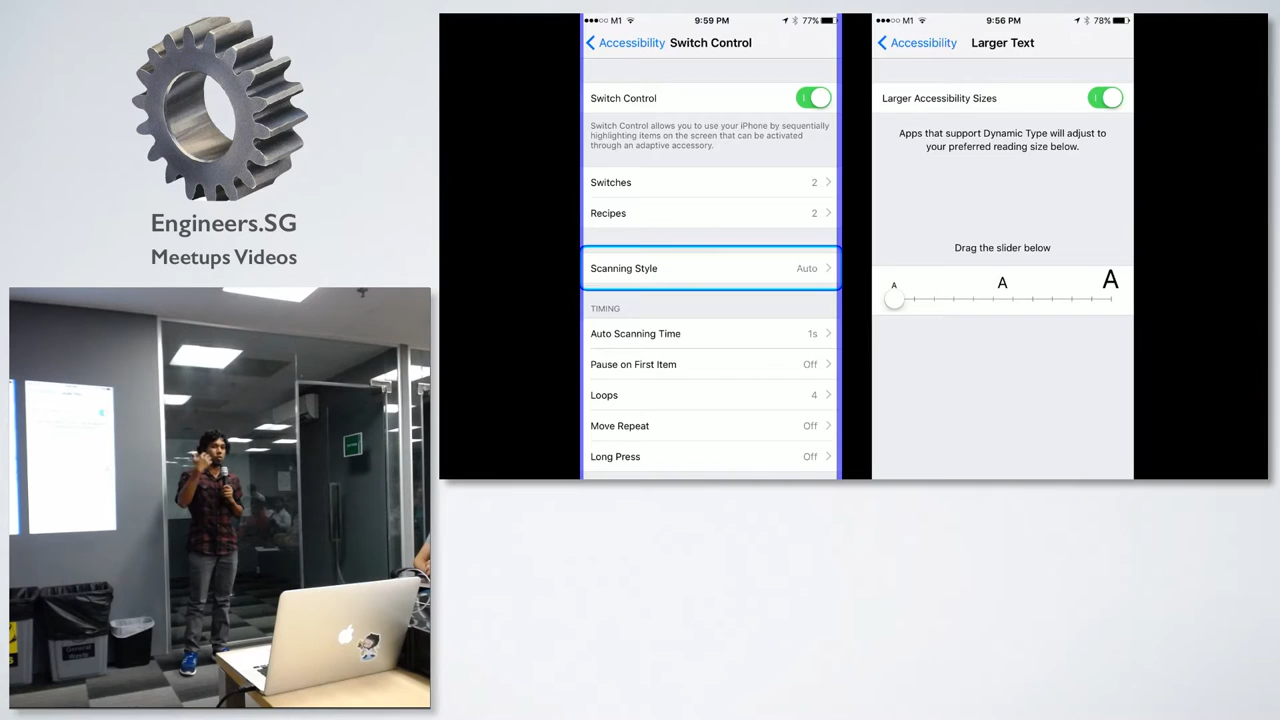 Engineers.SG
Meetups Videos
M1 9:59 PM 77%
Accessibility Switch Control
Switch Control
Switch Control allows you to use your iPhone by sequentially
highlighting items on the screen that can be activated
through an adaptive accessory.
Switches 2
Recipes 2
Scanning Style Auto
TIMING
Auto Scanning Time 1s
Pause on First Item Off
Loops 4
Move Repeat Off
Long Press Off
M1 9:56 PM 78%
Accessibility Larger Text
Larger Accessibility Sizes
Apps that support Dynamic Type will adjust to
your preferred reading size below.
Drag the slider below
A A A
General
Waste